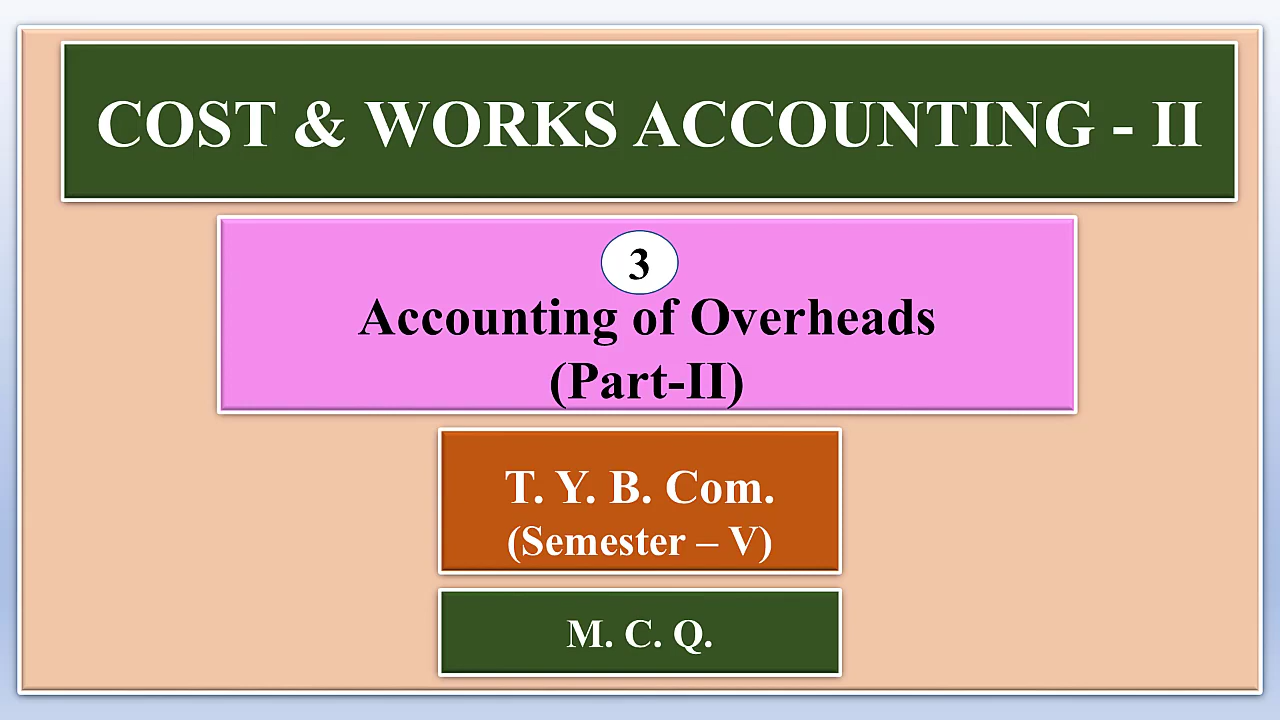 COST & WORKS ACCOUNTING - II
3
Accounting of Overheads
(Part-II)
T. Y. B. Com.
(Semester – V)
M. C. Q.